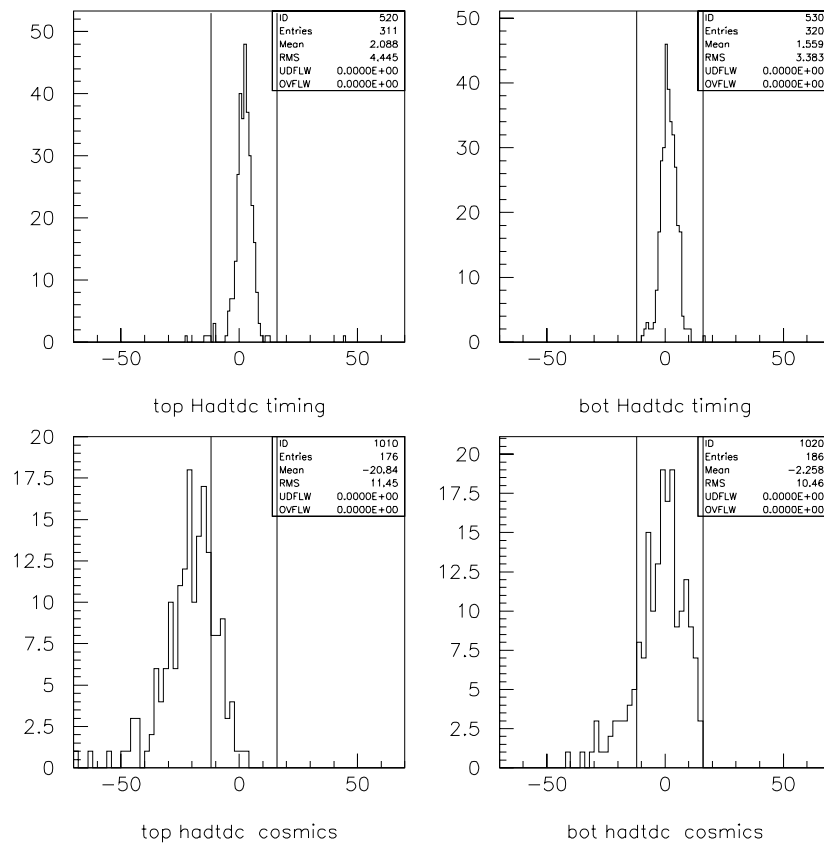 ID 520
Entries 311
Mean 2.088
RMS 4.445
UDFLW 0.0000E+00
OVFLW 0.0000E+00
50
40
30
20
10
0
−50 0 50
top Hadtdc timing
ID 530
Entries 320
Mean 1.559
RMS 3.383
UDFLW 0.0000E+00
OVFLW 0.0000E+00
50
40
30
20
10
0
−50 0 50
bot Hadtdc timing
ID 1010
Entries 176
Mean −20.84
RMS 11.45
UDFLW 0.0000E+00
OVFLW 0.0000E+00
20
17.5
15
12.5
10
7.5
5
2.5
0
−50 0 50
top hadtdc cosmics
ID 1020
Entries 186
Mean −2.258
RMS 10.46
UDFLW 0.0000E+00
OVFLW 0.0000E+00
20
17.5
15
12.5
10
7.5
5
2.5
0
−50 0 50
bot hadtdc cosmics